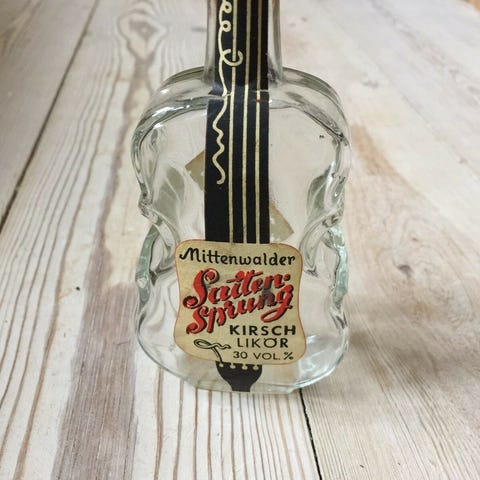 Mittenwalder
Saiten-
Sprung
KIRSCH
LIKÖR
30 VOL.%